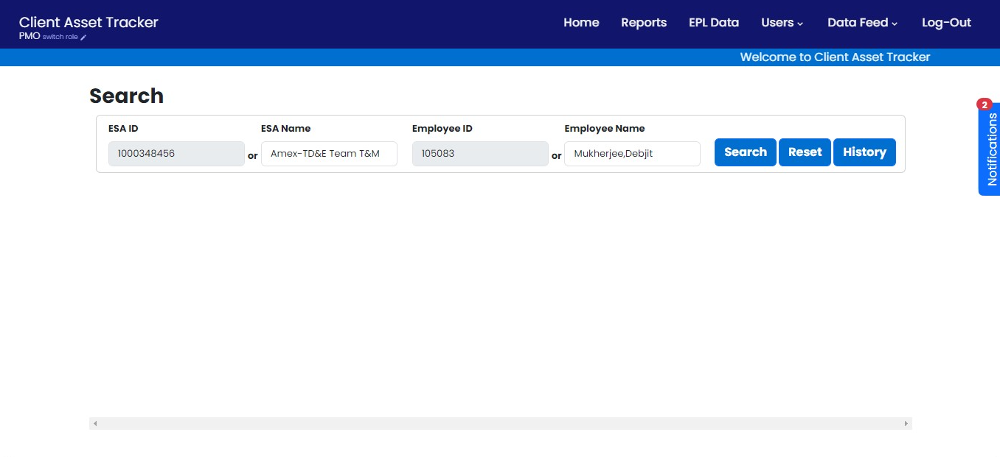 Client Asset Tracker
PMO switch role
Home Reports EPL Data Users Data Feed Log-Out
Welcome to Client Asset Tracker
Search
2
Notifications
ESA ID ESA Name Employee ID Employee Name
1000348456 or Amex-TD&E Team T&M 105083 or Mukherjee,Debjit Search Reset History